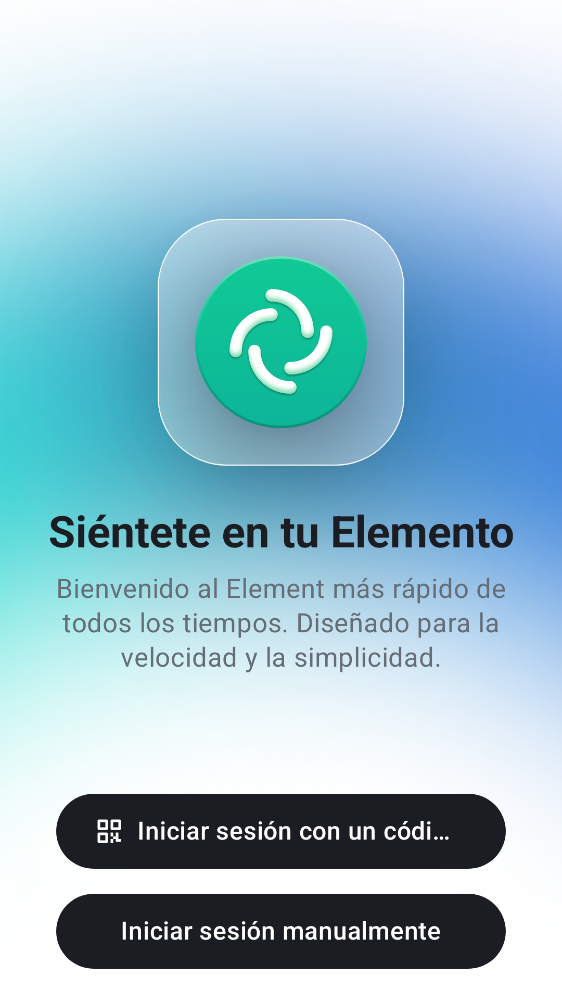 Siéntete en tu Elemento
Bienvenido al Element más rápido de
todos los tiempos. Diseñado para la
velocidad y la simplicidad.
Iniciar sesión con un códi…
Iniciar sesión manualmente